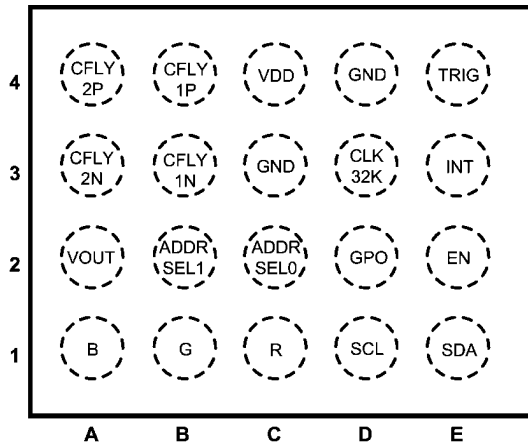 4
CFLY
2P
CFLY
1P
VDD
GND
TRIG
3
CFLY
2N
CFLY
1N
GND
CLK
32K
INT
2
VOUT
ADDR
SEL1
ADDR
SEL0
GPO
EN
1
B
G
R
SCL
SDA
A B C D E